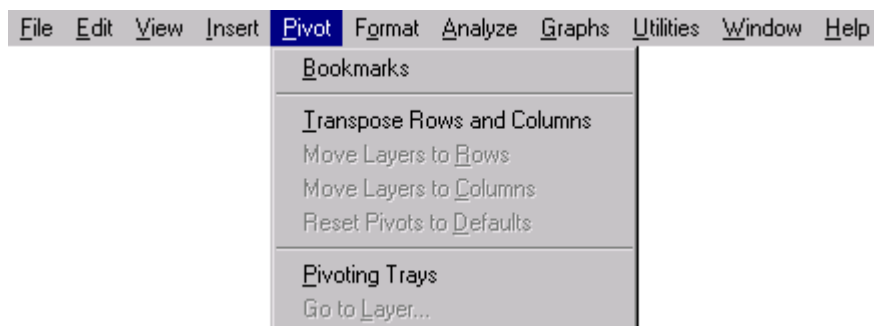 File Edit View Insert Pivot Format Analyze Graphs Utilities Window Help
Bookmarks
Transpose Rows and Columns
Move Layers to Rows
Move Layers to Columns
Reset Pivots to Defaults
Pivoting Trays
Go to Layer...